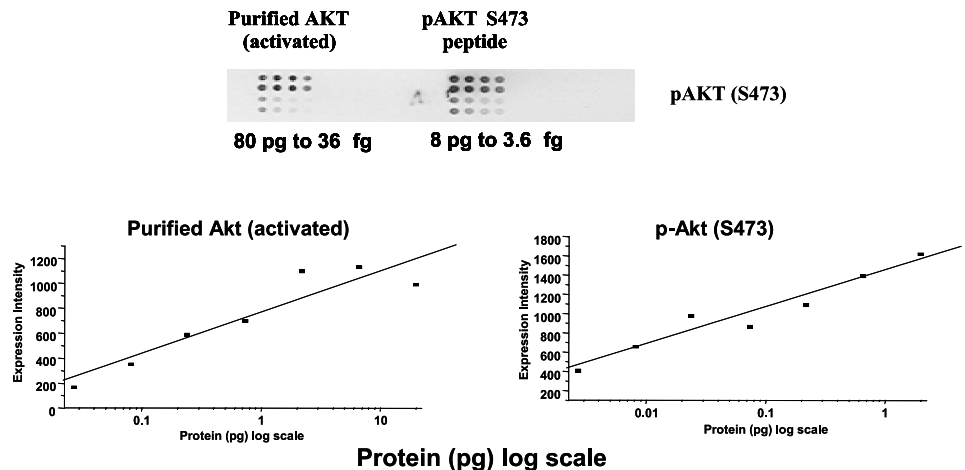 Purified AKT
(activated)
pAKT S473
peptide
pAKT (S473)
80 pg to 36 fg
8 pg to 3.6 fg
Purified Akt (activated)
Expression Intensity
1200
1000
800
600
400
200
0
0.1
1
10
Protein (pg) log scale
p-Akt (S473)
Expression Intensity
1800
1600
1400
1200
1000
800
600
400
200
0.01
0.1
1
Protein (pg) log scale
Protein (pg) log scale